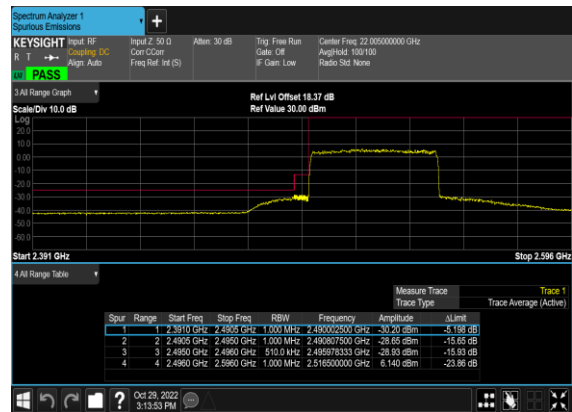 Spectrum Analyzer 1
Spurious Emissions
KEYSIGHT Input: RF Input Z: 50 Ω Atten: 30 dB Trig: Free Run Center Freq: 22.005000000 GHz
R T Coupling: DC Corr CCorr Gate: Off Avg|Hold: 100/100
Align: Auto Freq Ref: Int (S) IF Gain: Low Radio Std: None
PASS
3 All Range Graph
Ref Lvl Offset 18.37 dB
Scale/Div 10.0 dB Ref Value 30.00 dBm
Log
20.0
10.0
0.00
-10.0
-20.0
-30.0
-40.0
-50.0
-60.0
Start 2.391 GHz Stop 2.596 GHz
4 All Range Table
Measure Trace Trace 1
Trace Type Trace Average (Active)
Spur Range Start Freq Stop Freq RBW Frequency Amplitude ΔLimit
1 1 2.3910 GHz 2.4905 GHz 1.000 MHz 2.490002500 GHz -30.20 dBm -5.198 dB
2 2 2.4905 GHz 2.4950 GHz 1.000 MHz 2.490807500 GHz -28.65 dBm -15.65 dB
3 3 2.4950 GHz 2.4960 GHz 510.0 kHz 2.495978333 GHz -28.93 dBm -15.93 dB
4 4 2.4960 GHz 2.5960 GHz 1.000 MHz 2.516500000 GHz 6.140 dBm -23.86 dB
? Oct 29, 2022
3:13:53 PM